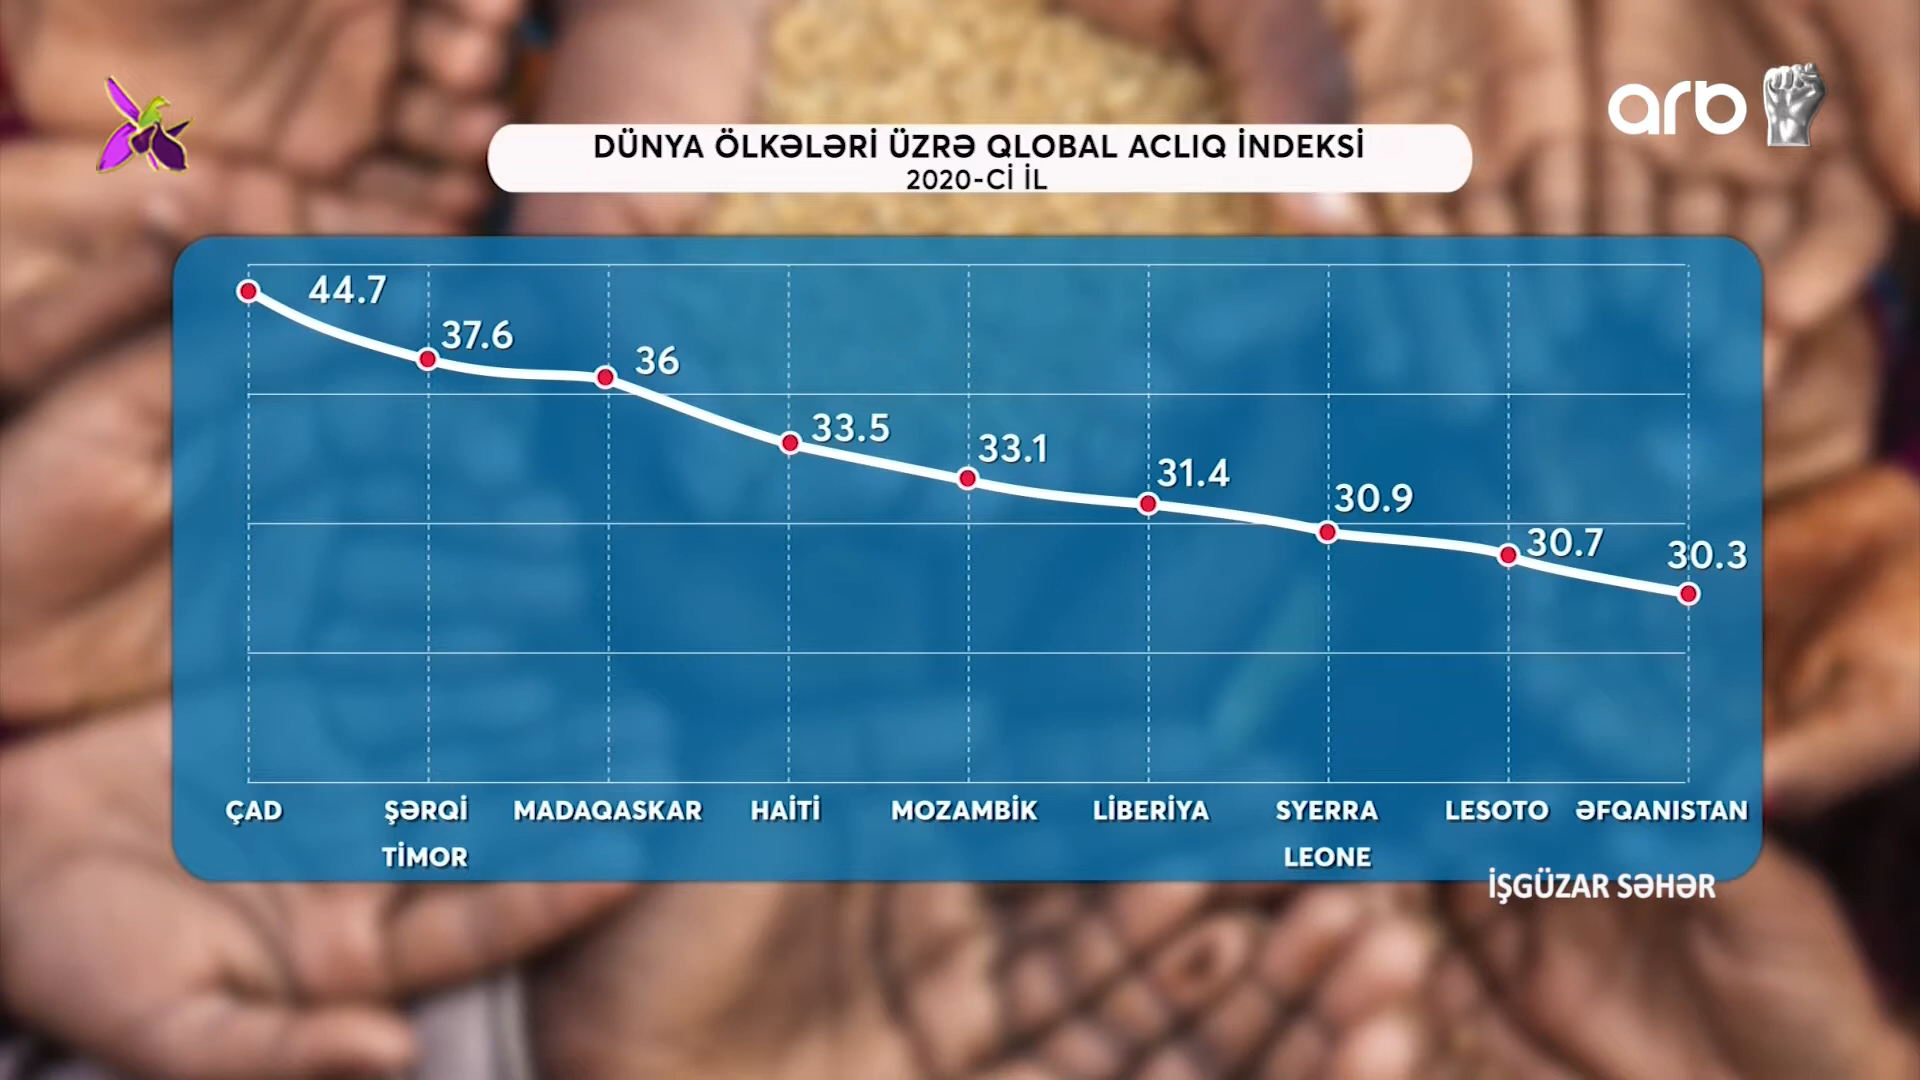 arb
DÜNYA ÖLKƏLƏRİ ÜZRƏ QLOBAL ACLIQ İNDEKSİ
2020-Cİ İL
44.7
37.6
36
33.5
33.1
31.4
30.9
30.7
30.3
ÇAD
ŞƏRQİ
TİMOR
MADAQASKAR
HAİTİ
MOZAMBİK
LİBERİYA
SYERRA
LEONE
LESOTO
ƏFQANISTAN
İŞGÜZAR SƏHƏR